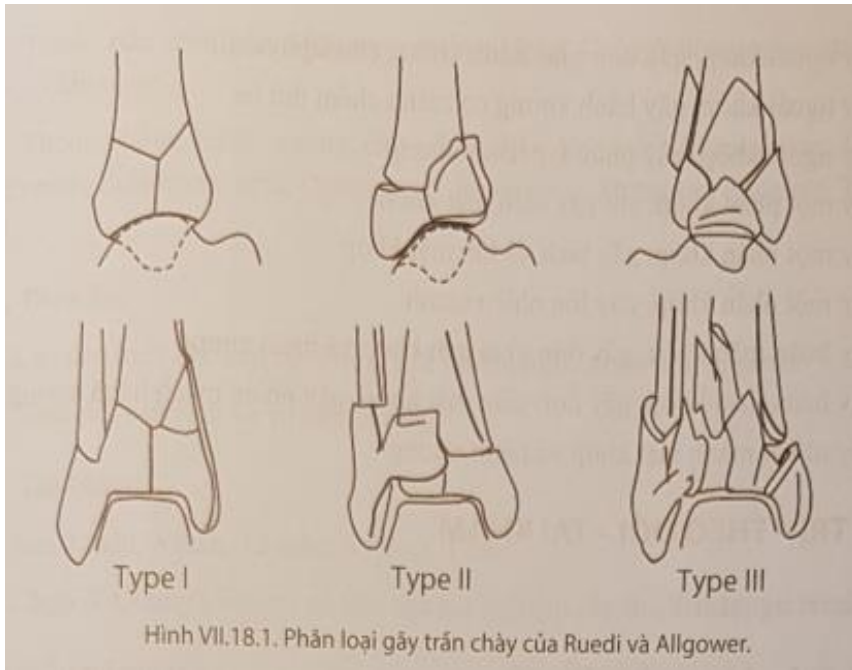 Type I
Type II
Type III
Hình VII.18.1. Phân loại gãy trần chày của Ruedi và Allgower.